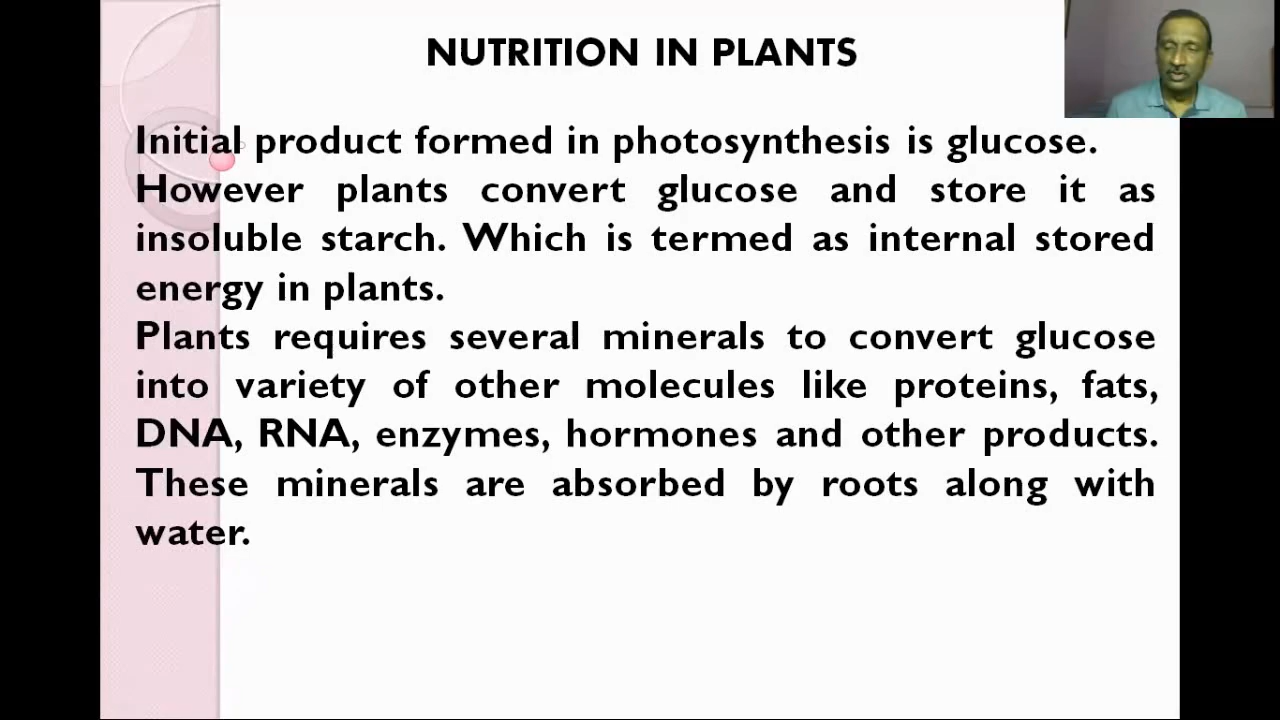 NUTRITION IN PLANTS
Initial product formed in photosynthesis is glucose.
However plants convert glucose and store it as
insoluble starch. Which is termed as internal stored
energy in plants.
Plants requires several minerals to convert glucose
into variety of other molecules like proteins, fats,
DNA, RNA, enzymes, hormones and other products.
These minerals are absorbed by roots along with
water.